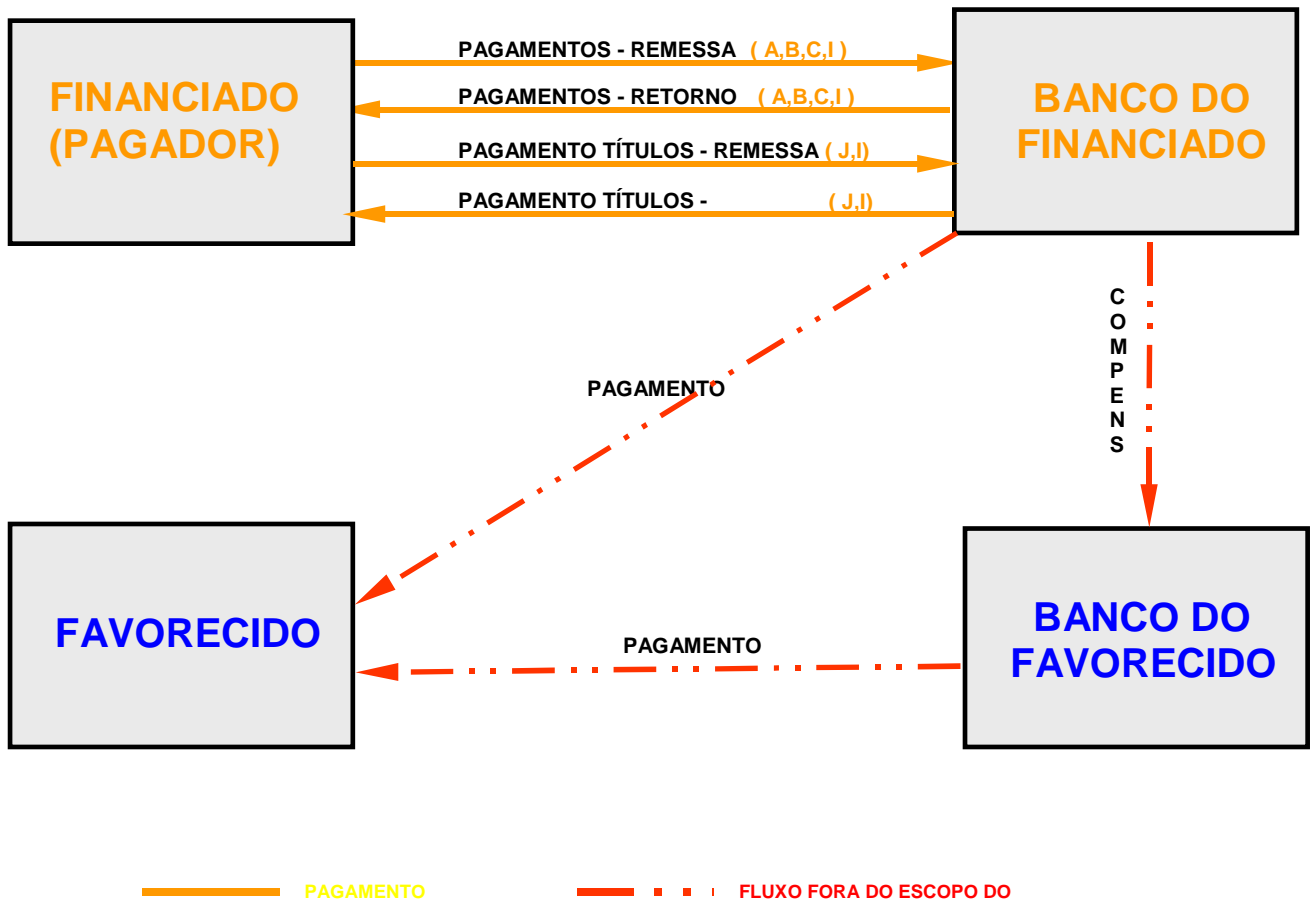 PAGAMENTOS - REMESSA ( A,B,C,I )
FINANCIADO
(PAGADOR)
PAGAMENTOS - RETORNO ( A,B,C,I )
BANCO DO
FINANCIADO
PAGAMENTO TÍTULOS - REMESSA ( J,I)
PAGAMENTO TÍTULOS - ( J,I)
C
O
M
P
E
N
S
PAGAMENTO
FAVORECIDO
PAGAMENTO
BANCO DO
FAVORECIDO
PAGAMENTO
FLUXO FORA DO ESCOPO DO